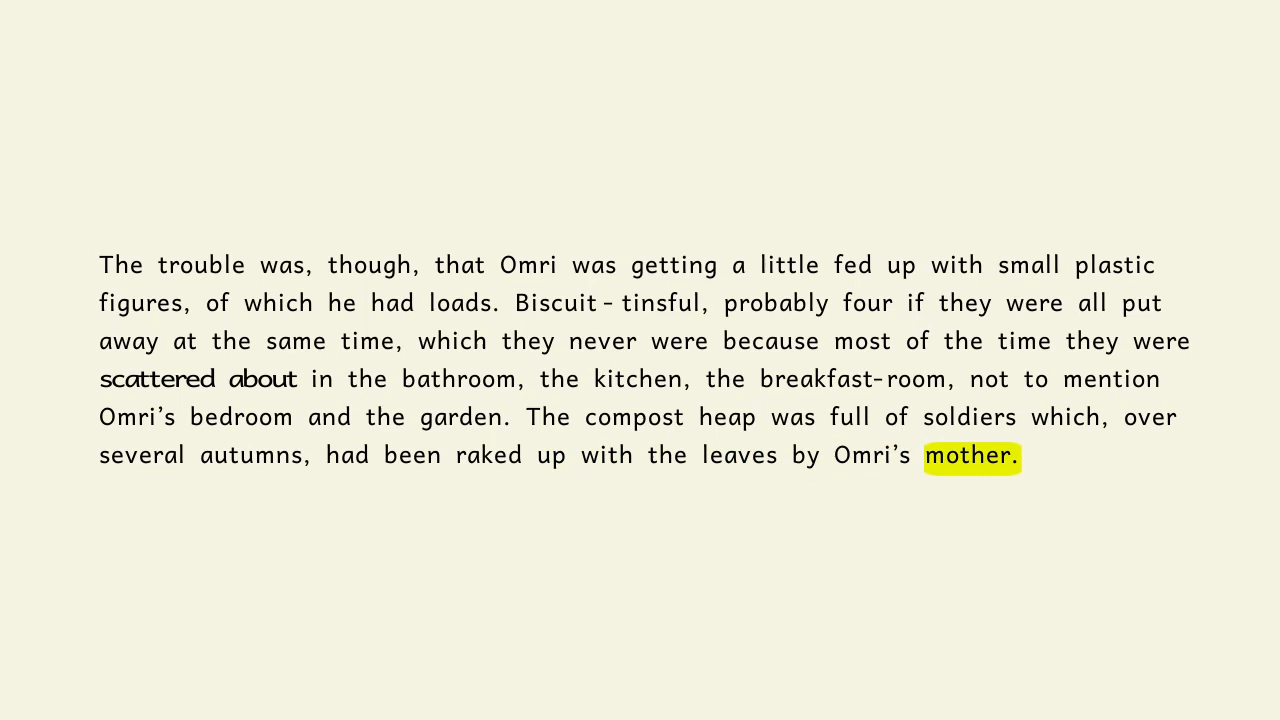 The trouble was, though, that Omri was getting a little fed up with small plastic
figures, of which he had loads. Biscuit - tinsful, probably four if they were all put
away at the same time, which they never were because most of the time they were
scattered about in the bathroom, the kitchen, the breakfast-room, not to mention
Omri’s bedroom and the garden. The compost heap was full of soldiers which, over
several autumns, had been raked up with the leaves by Omri’s mother.